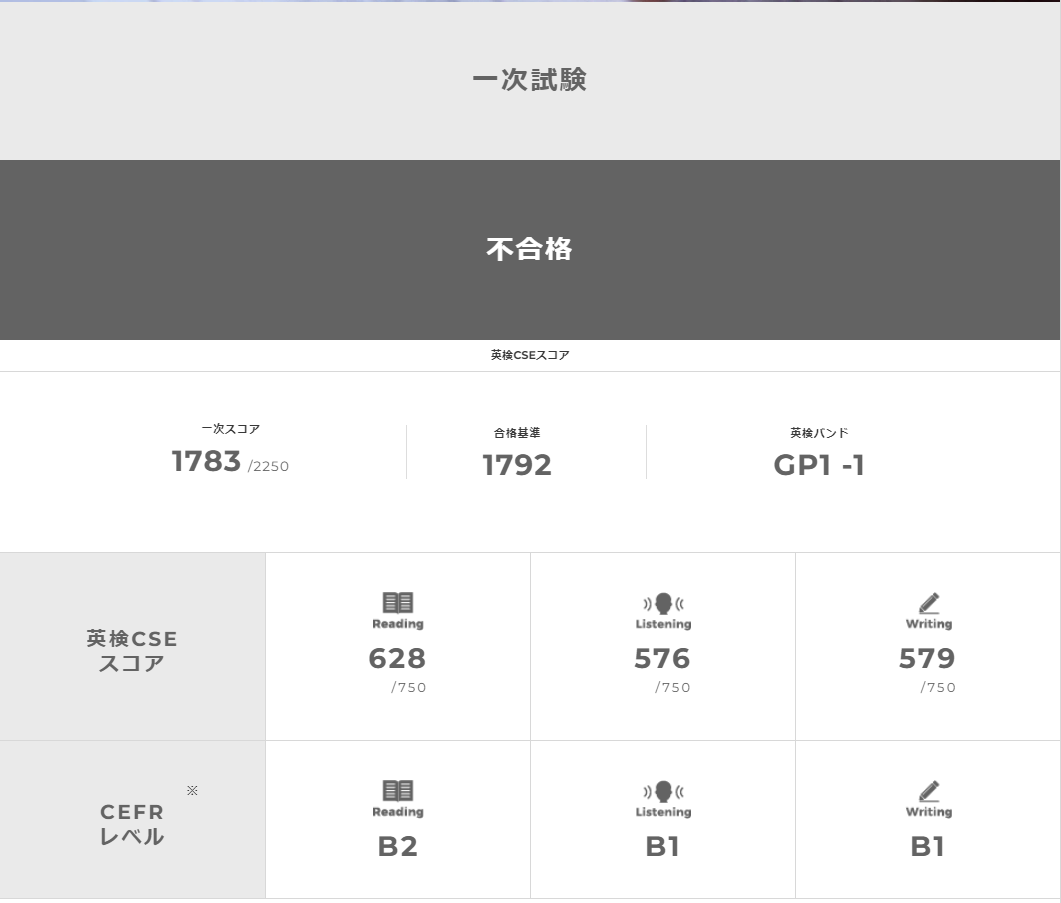 一次試験
不合格
英検CSEスコア
一次スコア
1783 /2250
合格基準
1792
英検バンド
GP1 -1
英検CSE
スコア
Reading
628
/750
Listening
576
/750
Writing
579
/750
※
CEFR
レベル
Reading
B2
Listening
B1
Writing
B1